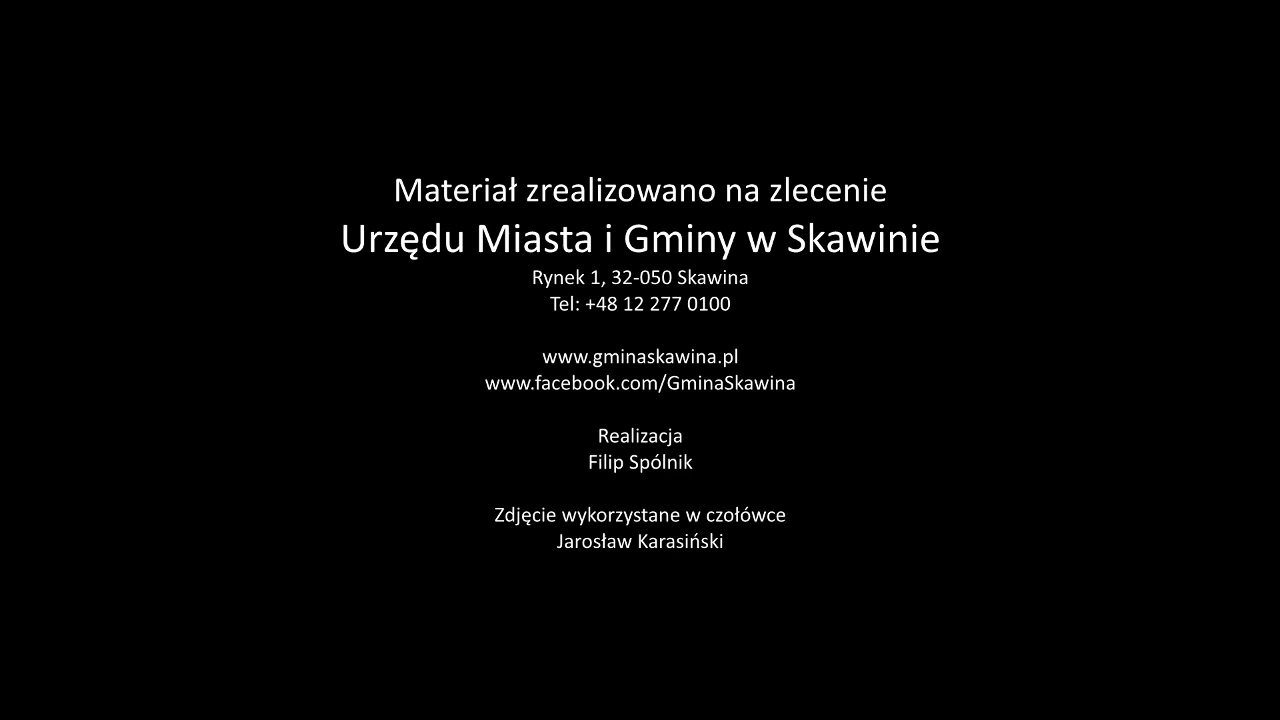 Materiał zrealizowano na zlecenie
Urzędu Miasta i Gminy w Skawinie
Rynek 1, 32-050 Skawina
Tel: +48 12 277 0100
www.gminaskawina.pl
www.facebook.com/GminaSkawina
Realizacja
Filip Spólnik
Zdjęcie wykorzystane w czołówce
Jarosław Karasiński